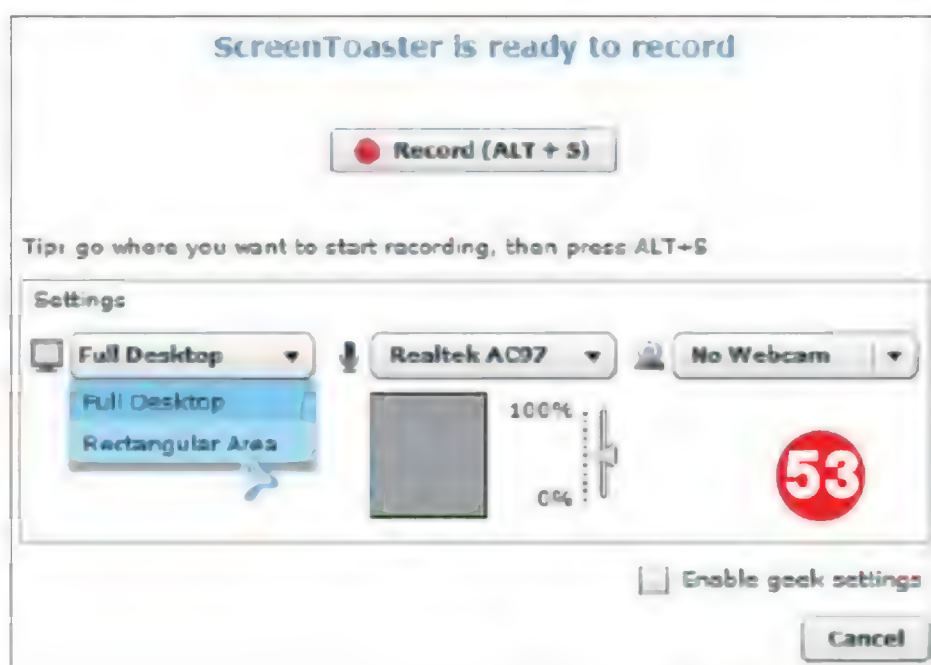 ScreenToaster is ready to record
Record (ALT + S)
Tip: go where you want to start recording, then press ALT+S
Settings
Full Desktop
Realtek AC97
No Webcam
Full Desktop
Rectangular Area
100%
0%
53
Enable geek settings
Cancel